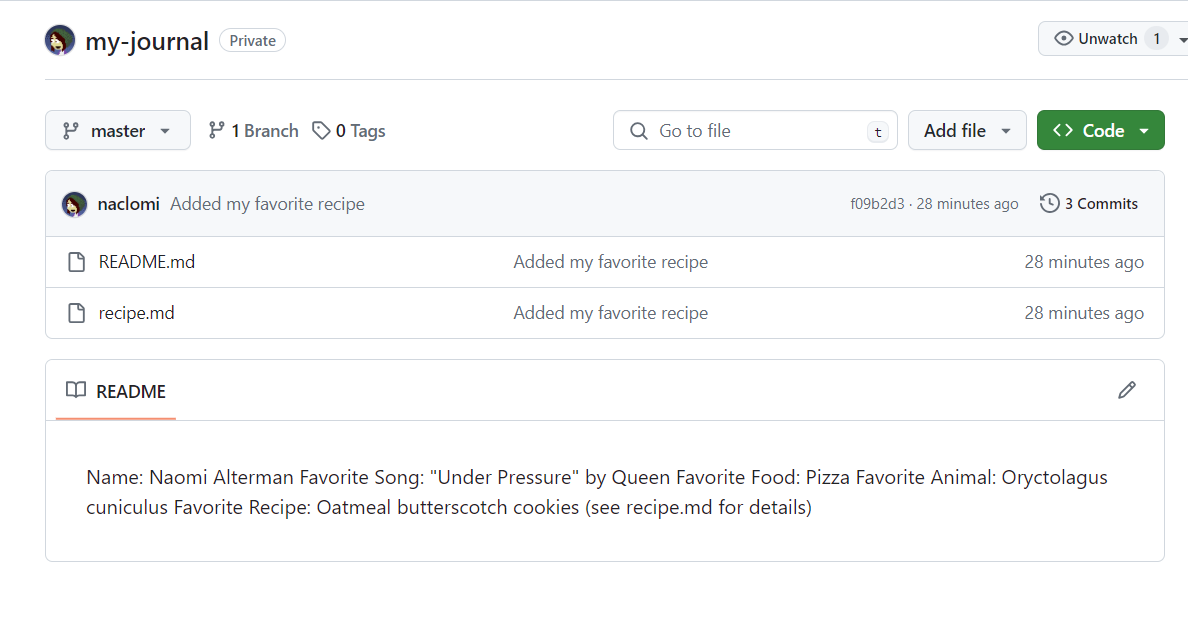 my-journal Private Unwatch 1
master 1 Branch 0 Tags Go to file t Add file Code
naclomi Added my favorite recipe f09b2d3 · 28 minutes ago 3 Commits
README.md Added my favorite recipe 28 minutes ago
recipe.md Added my favorite recipe 28 minutes ago
README
Name: Naomi Alterman Favorite Song: "Under Pressure" by Queen Favorite Food: Pizza Favorite Animal: Oryctolagus
cuniculus Favorite Recipe: Oatmeal butterscotch cookies (see recipe.md for details)